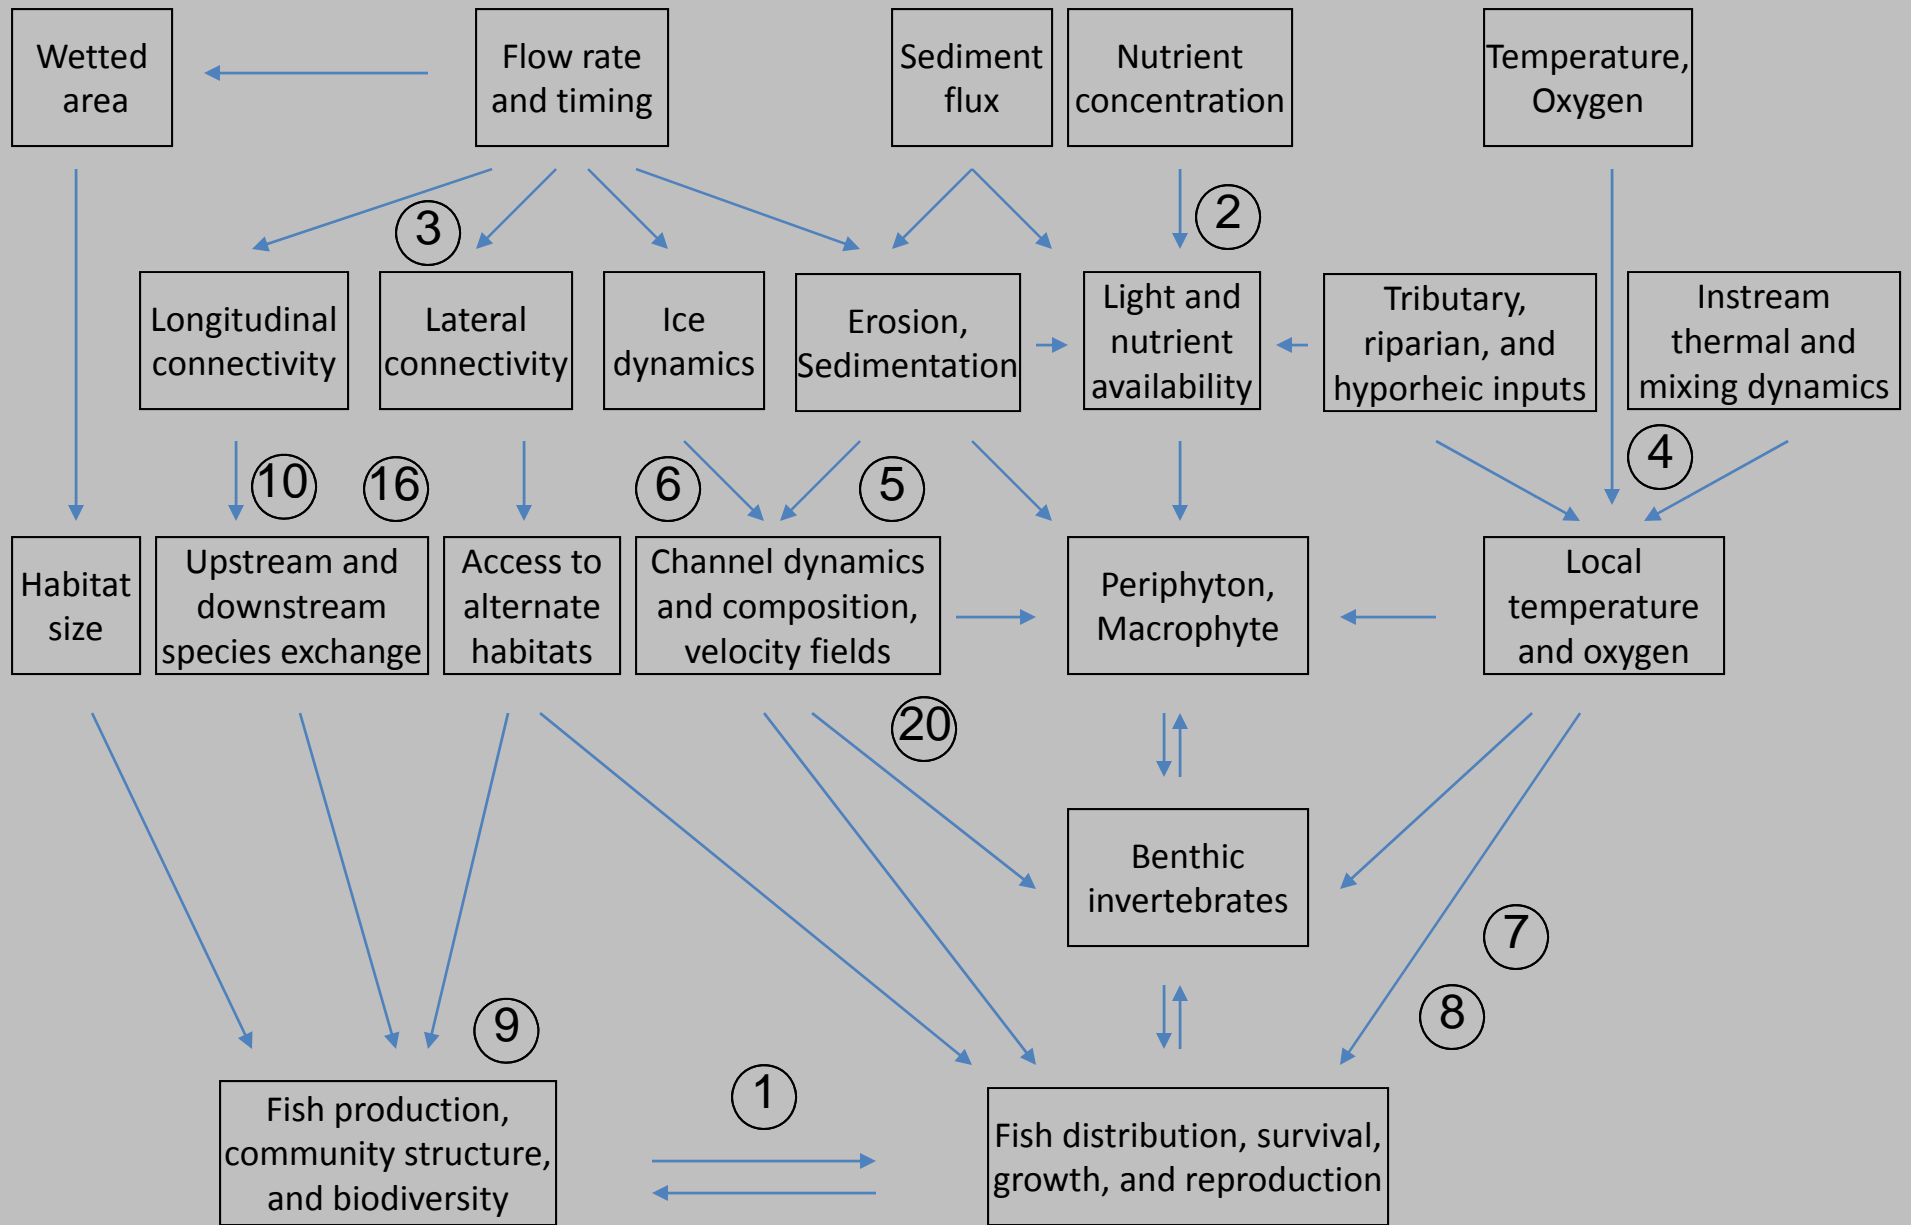 Wetted
area
Flow rate
and timing
Sediment
flux
Nutrient
concentration
Temperature,
Oxygen
3
2
Longitudinal
connectivity
Lateral
connectivity
Ice
dynamics
Erosion,
Sedimentation
Light and
nutrient
availability
Tributary,
riparian, and
hyporheic inputs
Instream
thermal and
mixing dynamics
10
16
6
5
4
Habitat
size
Upstream and
downstream
species exchange
Access to
alternate
habitats
Channel dynamics
and composition,
velocity fields
Periphyton,
Macrophyte
Local
temperature
and oxygen
20
Benthic
invertebrates
7
8
9
1
Fish production,
community structure,
and biodiversity
Fish distribution, survival,
growth, and reproduction